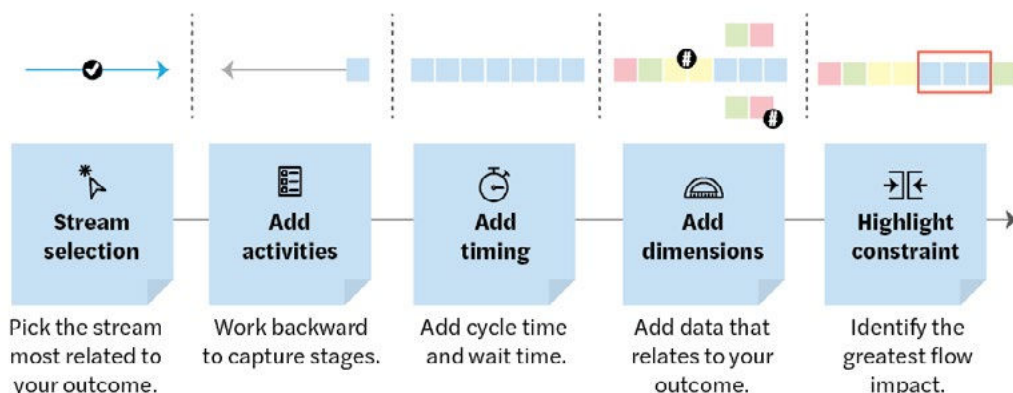 #
#
Stream
selection
Add
activities
Add
timing
Add
dimensions
Highlight
constraint
Pick the stream
most related to
your outcome.
Work backward
to capture stages.
Add cycle time
and wait time.
Add data that
relates to your
outcome.
Identify the
greatest flow
impact.